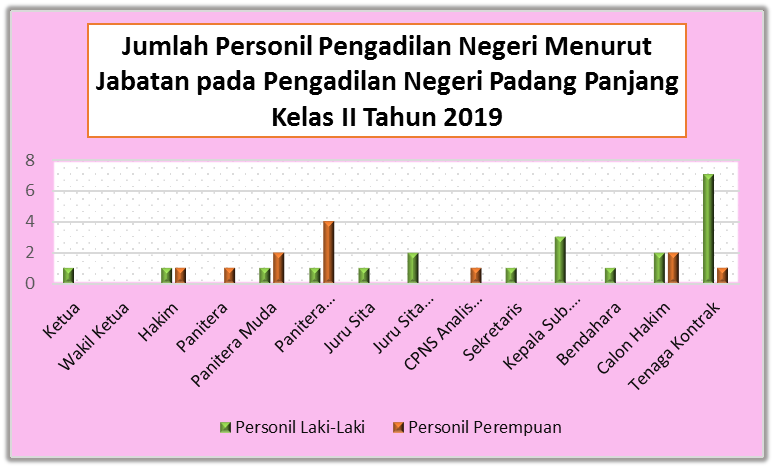 Jumlah Personil Pengadilan Negeri Menurut
Jabatan pada Pengadilan Negeri Padang Panjang
Kelas II Tahun 2019
8
6
4
2
0
Ketua
Wakil Ketua
Hakim
Panitera
Panitera Muda
Panitera...
Juru Sita
Juru Sita...
CPNS Analis...
Sekretaris
Kepala Sub....
Bendahara
Calon Hakim
Tenaga Kontrak
Personil Laki-Laki
Personil Perempuan